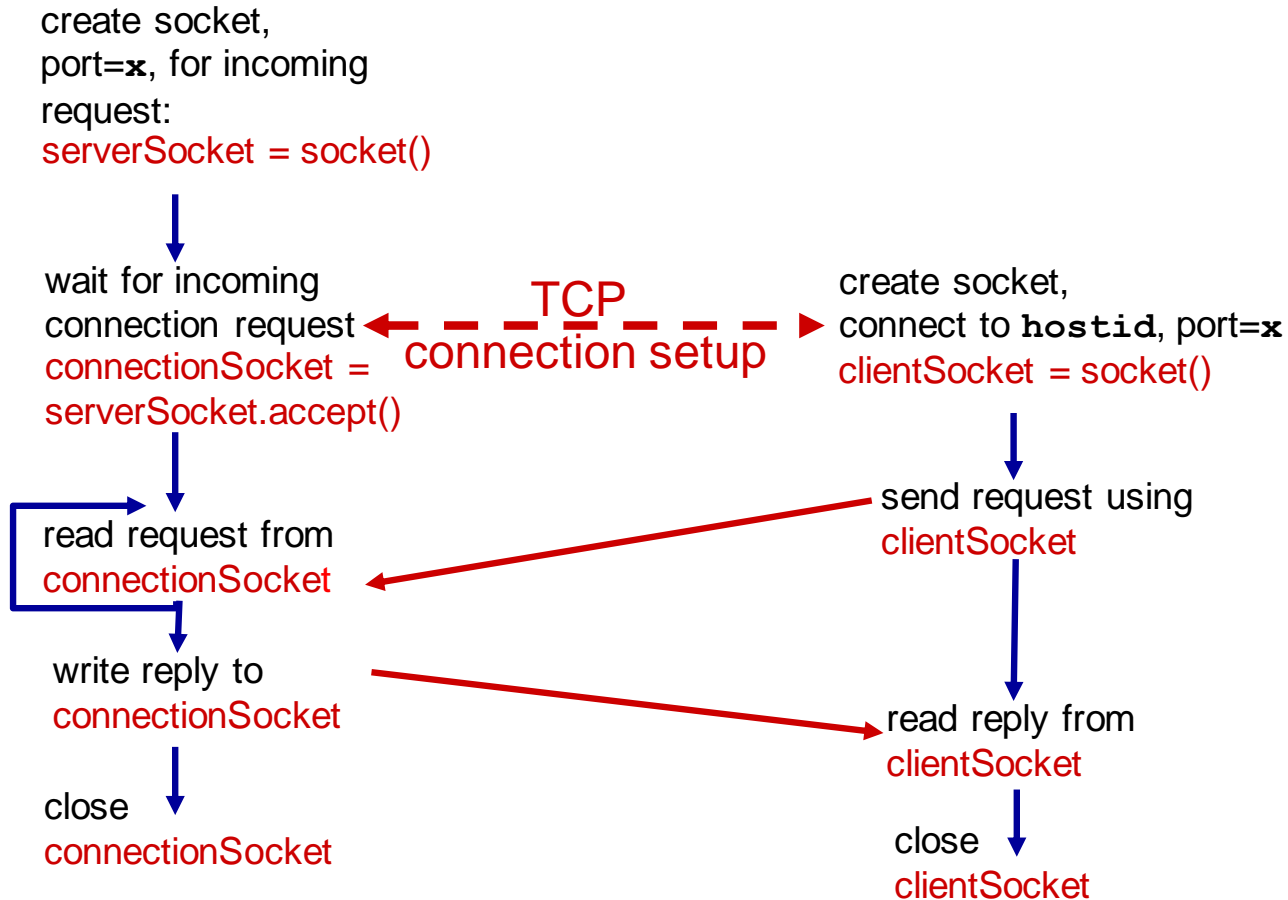 create socket,
port=x, for incoming
request:
serverSocket = socket()
wait for incoming
connection request
connectionSocket =
serverSocket.accept()
TCP
connection setup
create socket,
connect to hostid, port=x
clientSocket = socket()
read request from
connectionSocket
send request using
clientSocket
write reply to
connectionSocket
read reply from
clientSocket
close
connectionSocket
close
clientSocket